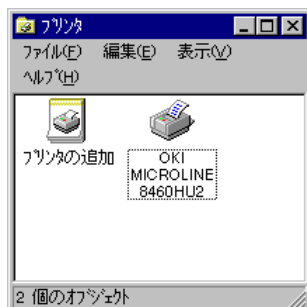 プリンタ
ファイル(F) 編集(E) 表示(V)
ヘルプ(H)
プリンタの追加
OKI
MICROLINE
8460HU2
2 個のオブジェクト